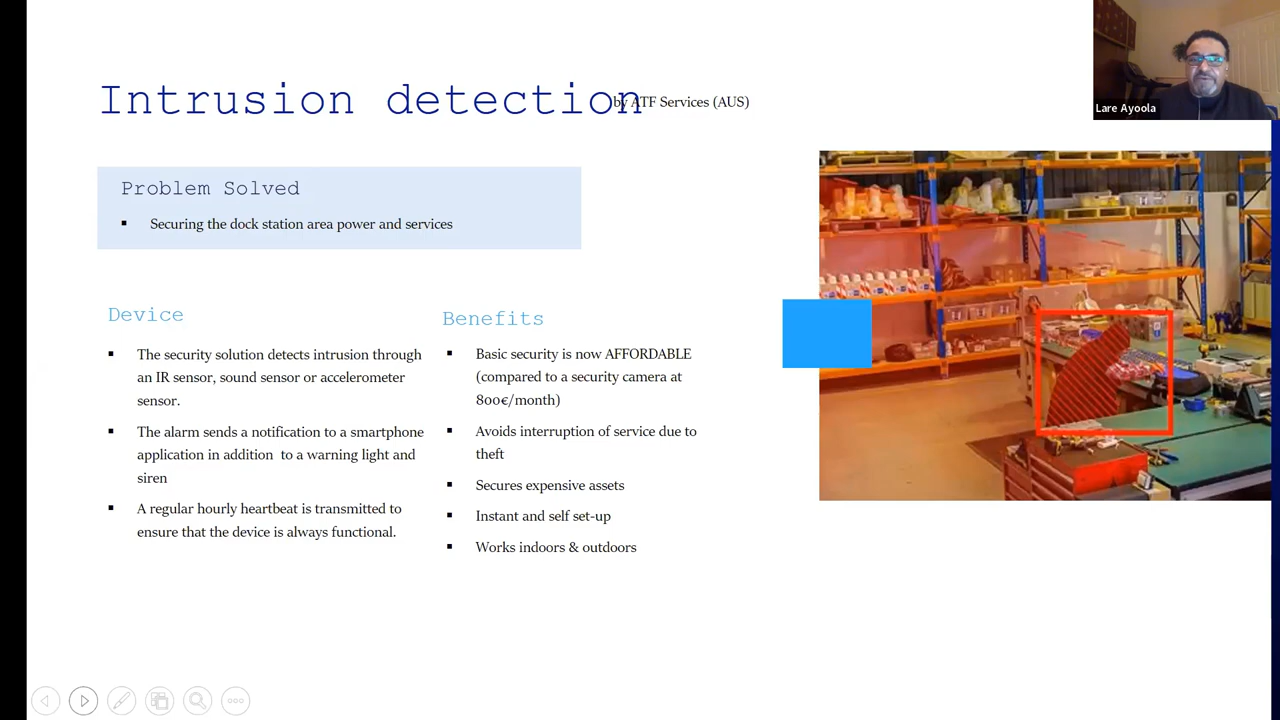 Intrusion detection by ATF Services (AUS)
Lare Ayoola
Problem Solved
▪ Securing the dock station area power and services
Device
▪ The security solution detects intrusion through
an IR sensor, sound sensor or accelerometer
sensor.
▪ The alarm sends a notification to a smartphone
application in addition to a warning light and
siren
▪ A regular hourly heartbeat is transmitted to
ensure that the device is always functional.
Benefits
▪ Basic security is now AFFORDABLE
(compared to a security camera at
800€/month)
▪ Avoids interruption of service due to
theft
▪ Secures expensive assets
▪ Instant and self set-up
▪ Works indoors & outdoors